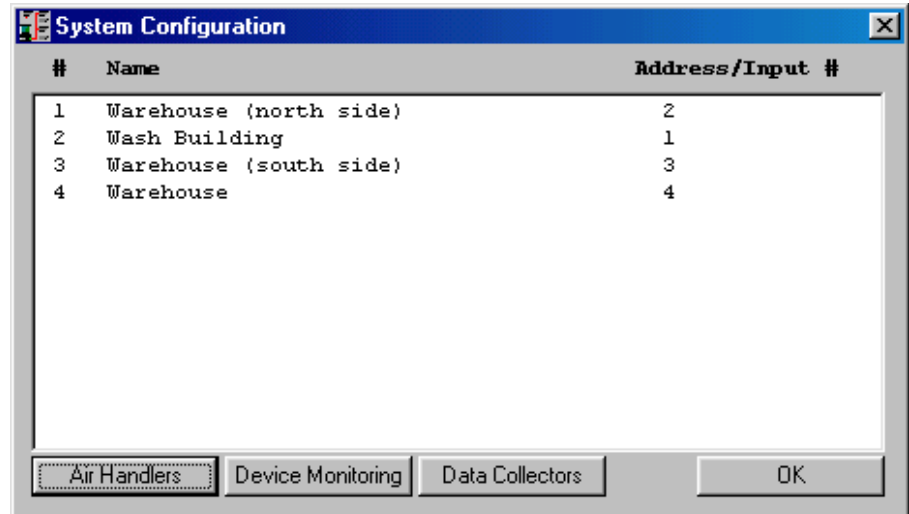 System Configuration
# Name Address/Input #
1 Warehouse (north side) 2
2 Wash Building 1
3 Warehouse (south side) 3
4 Warehouse 4
Air Handlers Device Monitoring Data Collectors OK